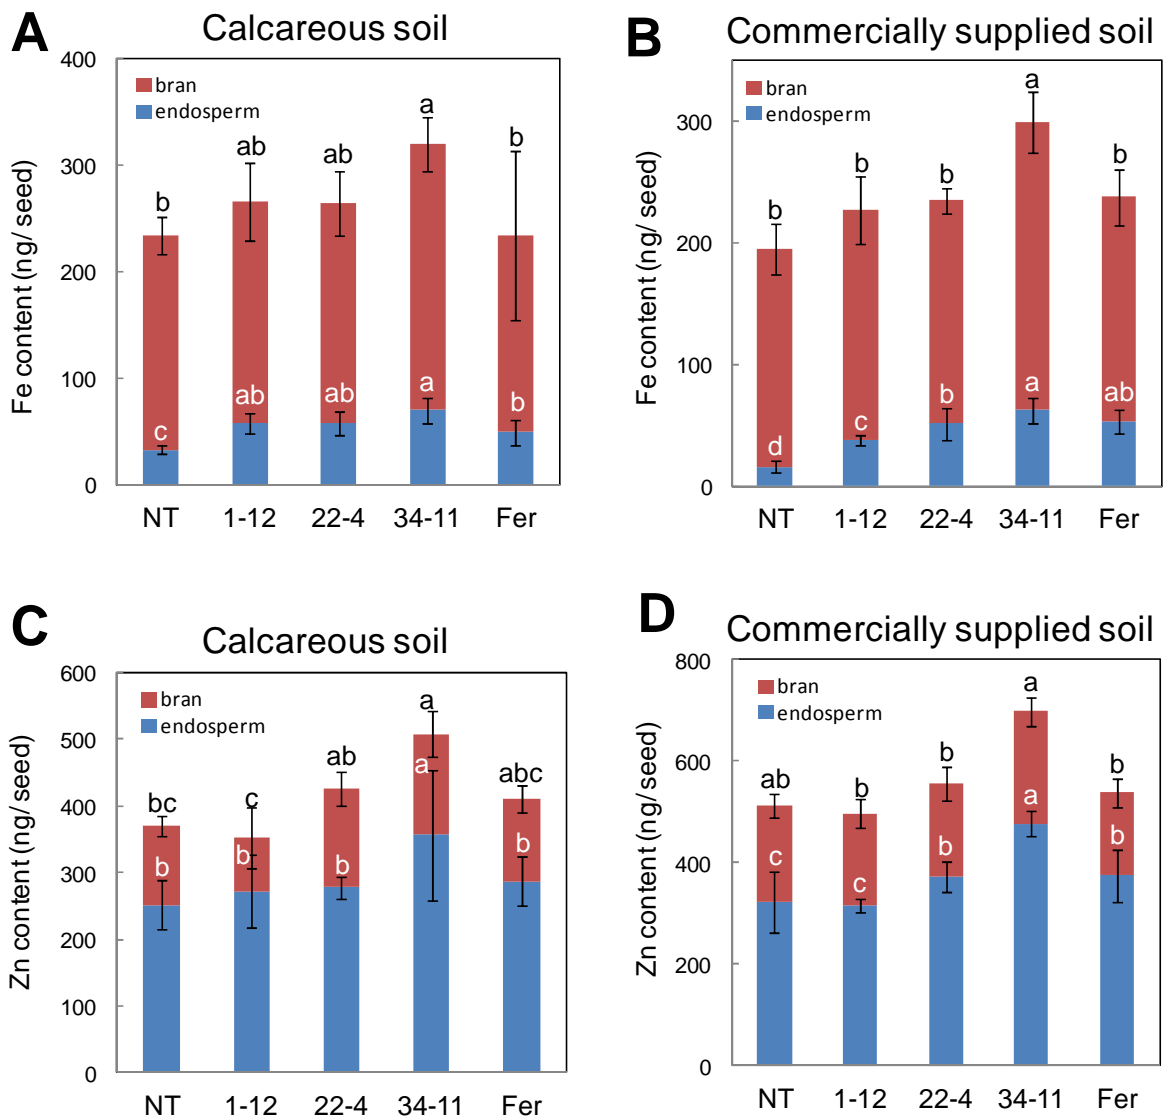 A
Calcareous soil
400
300
200
100
0
Fe content (ng/ seed)
bran
endosperm
b
ab
ab
a
b
c
ab
ab
a
b
NT 1-12 22-4 34-11 Fer
B
Commercially supplied soil
300
200
100
0
Fe content (ng/ seed)
bran
endosperm
b
b
b
a
b
d
c
b
a
ab
NT 1-12 22-4 34-11 Fer
C
Calcareous soil
600
500
400
300
200
100
0
Zn content (ng/seed)
bran
endosperm
bc
c
ab
a
abc
b
b
b
a
b
NT 1-12 22-4 34-11 Fer
D
Commercially supplied soil
800
600
400
200
0
Zn content (ng/seed)
bran
endosperm
ab
b
b
a
b
c
c
b
a
b
NT 1-12 22-4 34-11 Fer